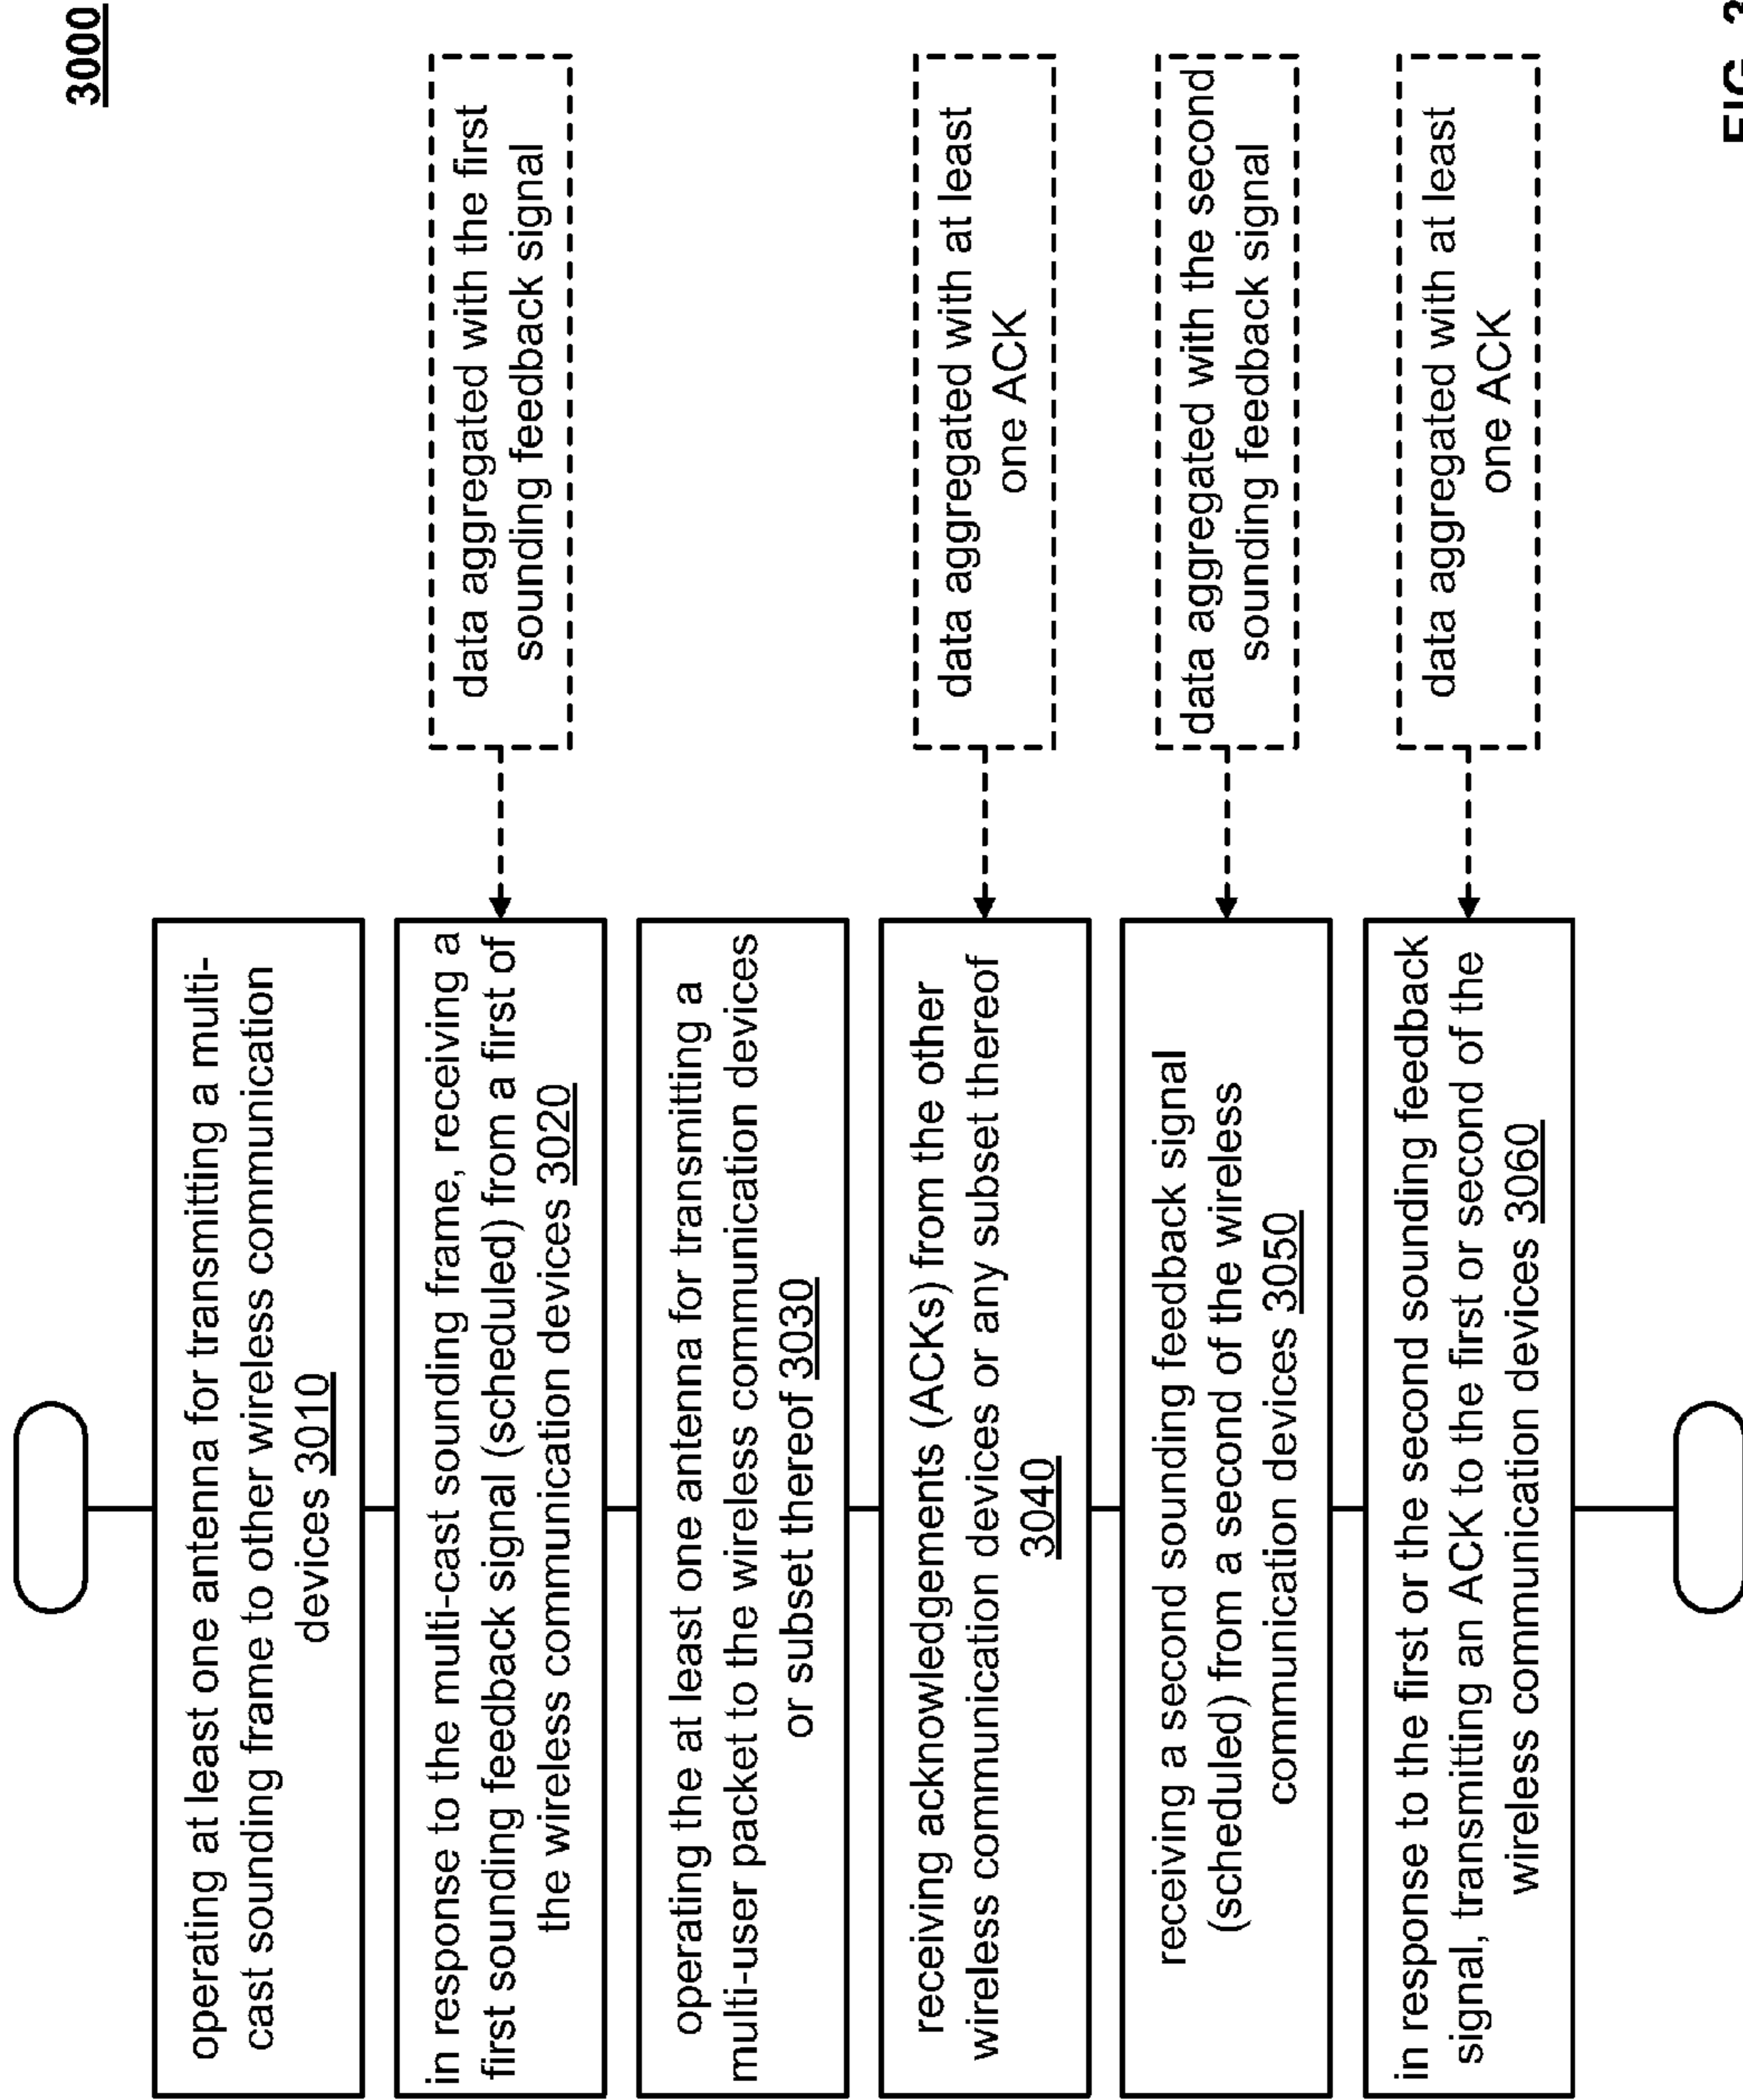 3000
operating at least one antenna for transmitting a multi-
cast sounding frame to other wireless communication
devices 3010
in response to the multi-cast sounding frame, receiving a
first sounding feedback signal (scheduled) from a first of
the wireless communication devices 3020
data aggregated with the first
sounding feedback signal
operating the at least one antenna for transmitting a
multi-user packet to the wireless communication devices
or subset thereof 3030
receiving acknowledgements (ACKs) from the other
wireless communication devices or any subset thereof
3040
data aggregated with at least
one ACK
receiving a second sounding feedback signal
(scheduled) from a second of the wireless
communication devices 3050
data aggregated with the second
sounding feedback signal
in response to the first or the second sounding feedback
signal, transmitting an ACK to the first or second of the
wireless communication devices 3060
data aggregated with at least
one ACK
FIG.